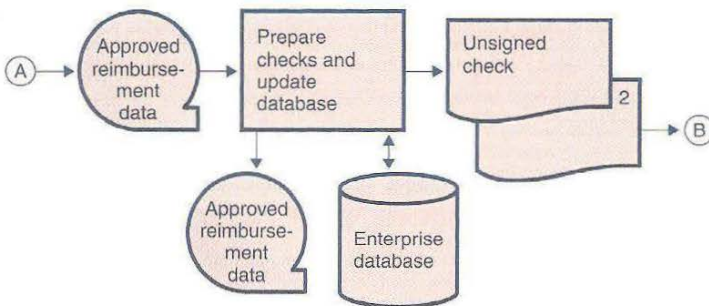 A
Approved
reimburse-
ment
data
Prepare
checks and
update
database
Unsigned
check
2
B
Approved
reimburse-
ment
data
Enterprise
database